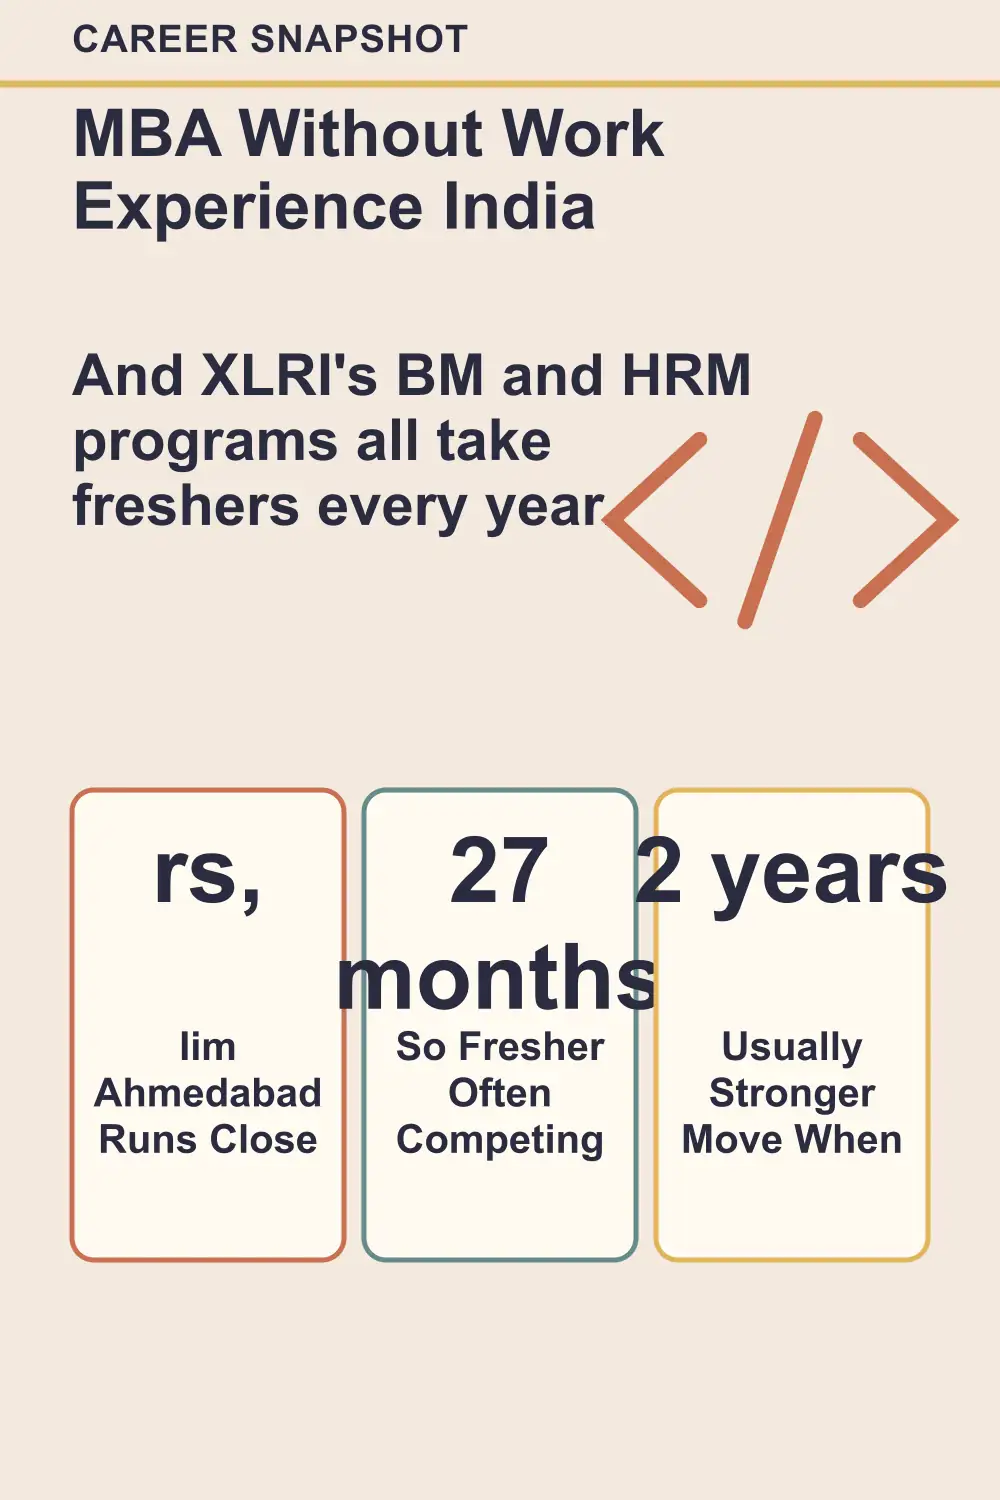 CAREER SNAPSHOT
MBA Without Work
Experience India
And XLRI's BM and HRM
programs all take
freshers every year
rs,
Iim
Ahmedabad
Runs Close
27
months
So Fresher
Often
Competing
2 years
Usually
Stronger
Move When